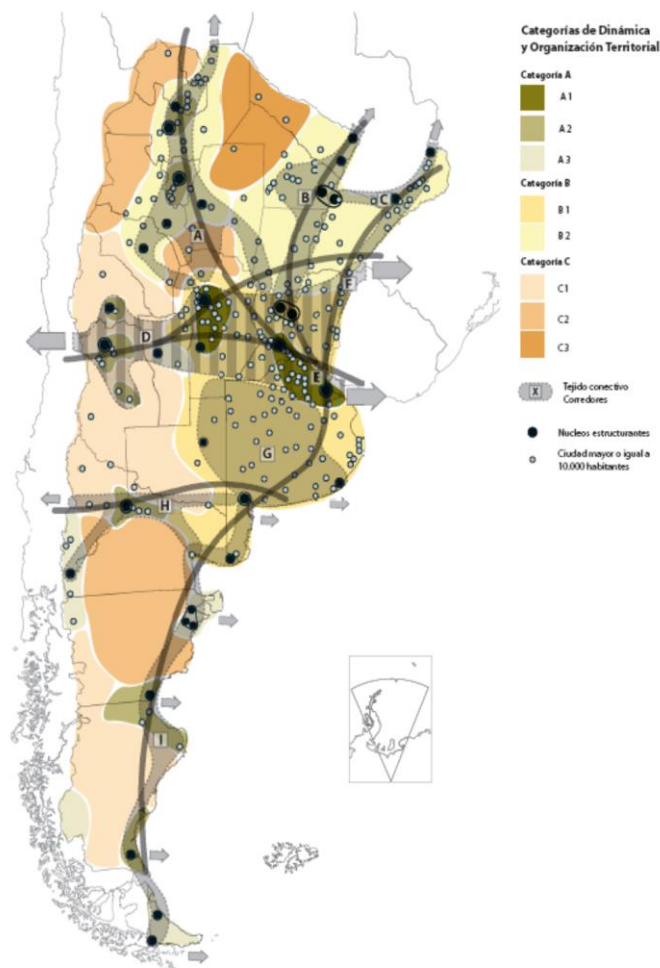 Categorías de Dinámica
y Organización Territorial
Categoría A
A 1
A 2
A 3
Categoría B
B 1
B 2
Categoría C
C1
C2
C3
X
Tejido conectivo
Corredores
Nucleos estructurantes
Ciudad mayor o igual a
10.000 habitantes
B
C
A
F
D
E
G
H
I